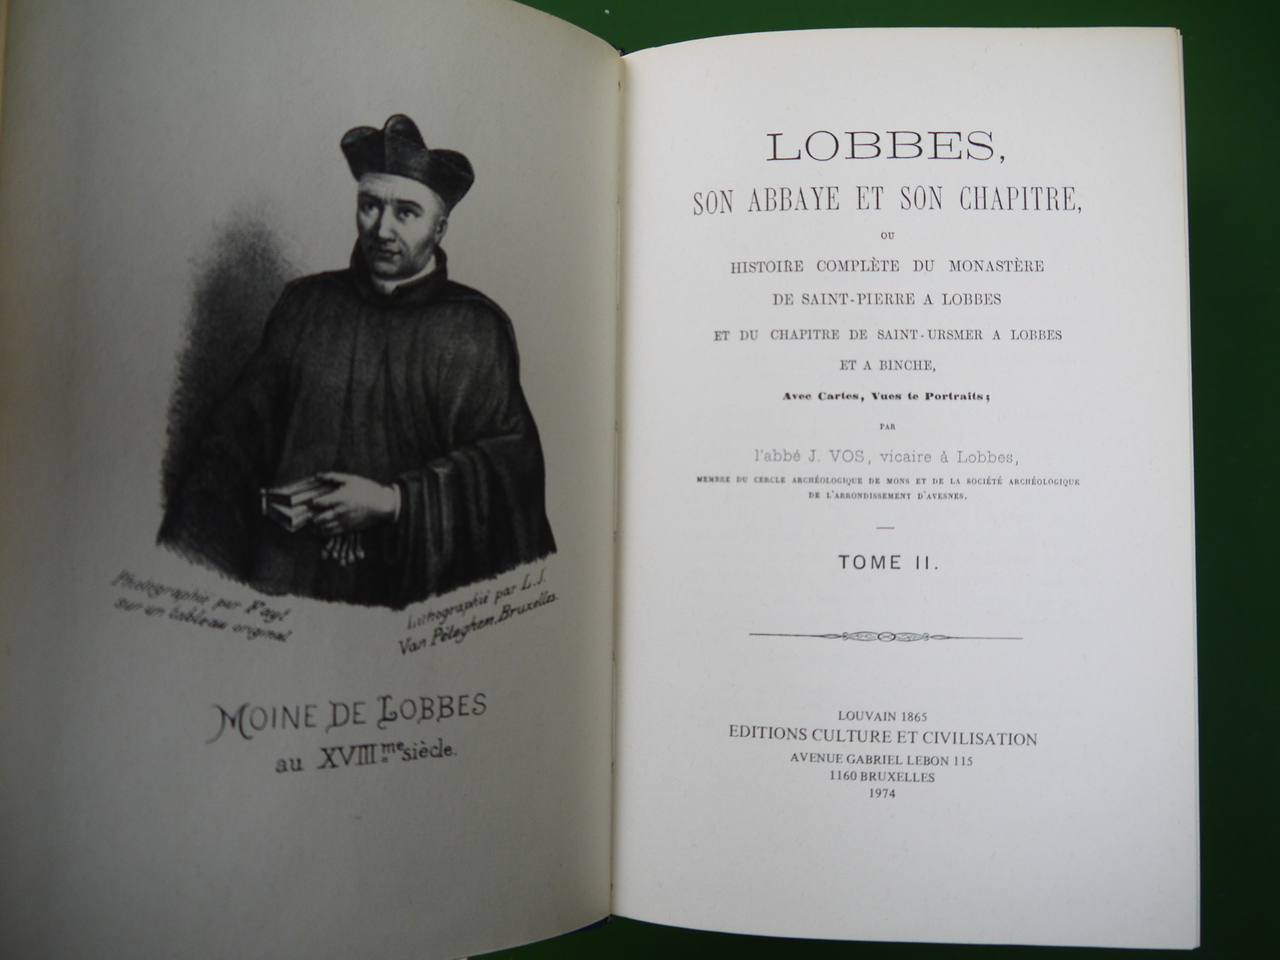 Photographie par Fayt
sur un tableau original
Lithographié par L.J.
Van Péteghem, Bruxelles.
MOINE DE LOBBES
au XVIIIme siècle.
LOBBES,
SON ABBAYE ET SON CHAPITRE,
OU
HISTOIRE COMPLÈTE DU MONASTÈRE
DE SAINT-PIERRE A LOBBES
ET DU CHAPITRE DE SAINT-URSMER A LOBBES
ET A BINCHE,
Avec Cartes, Vues te Portraits;
PAR
l'abbé J. VOS, vicaire à Lobbes,
MEMBRE DU CERCLE ARCHÉOLOGIQUE DE MONS ET DE LA SOCIÉTÉ ARCHÉOLOGIQUE
DE L'ARRONDISSEMENT D'AVESNES.
TOME II.
LOUVAIN 1865
EDITIONS CULTURE ET CIVILISATION
AVENUE GABRIEL LEBON 115
1160 BRUXELLES
1974